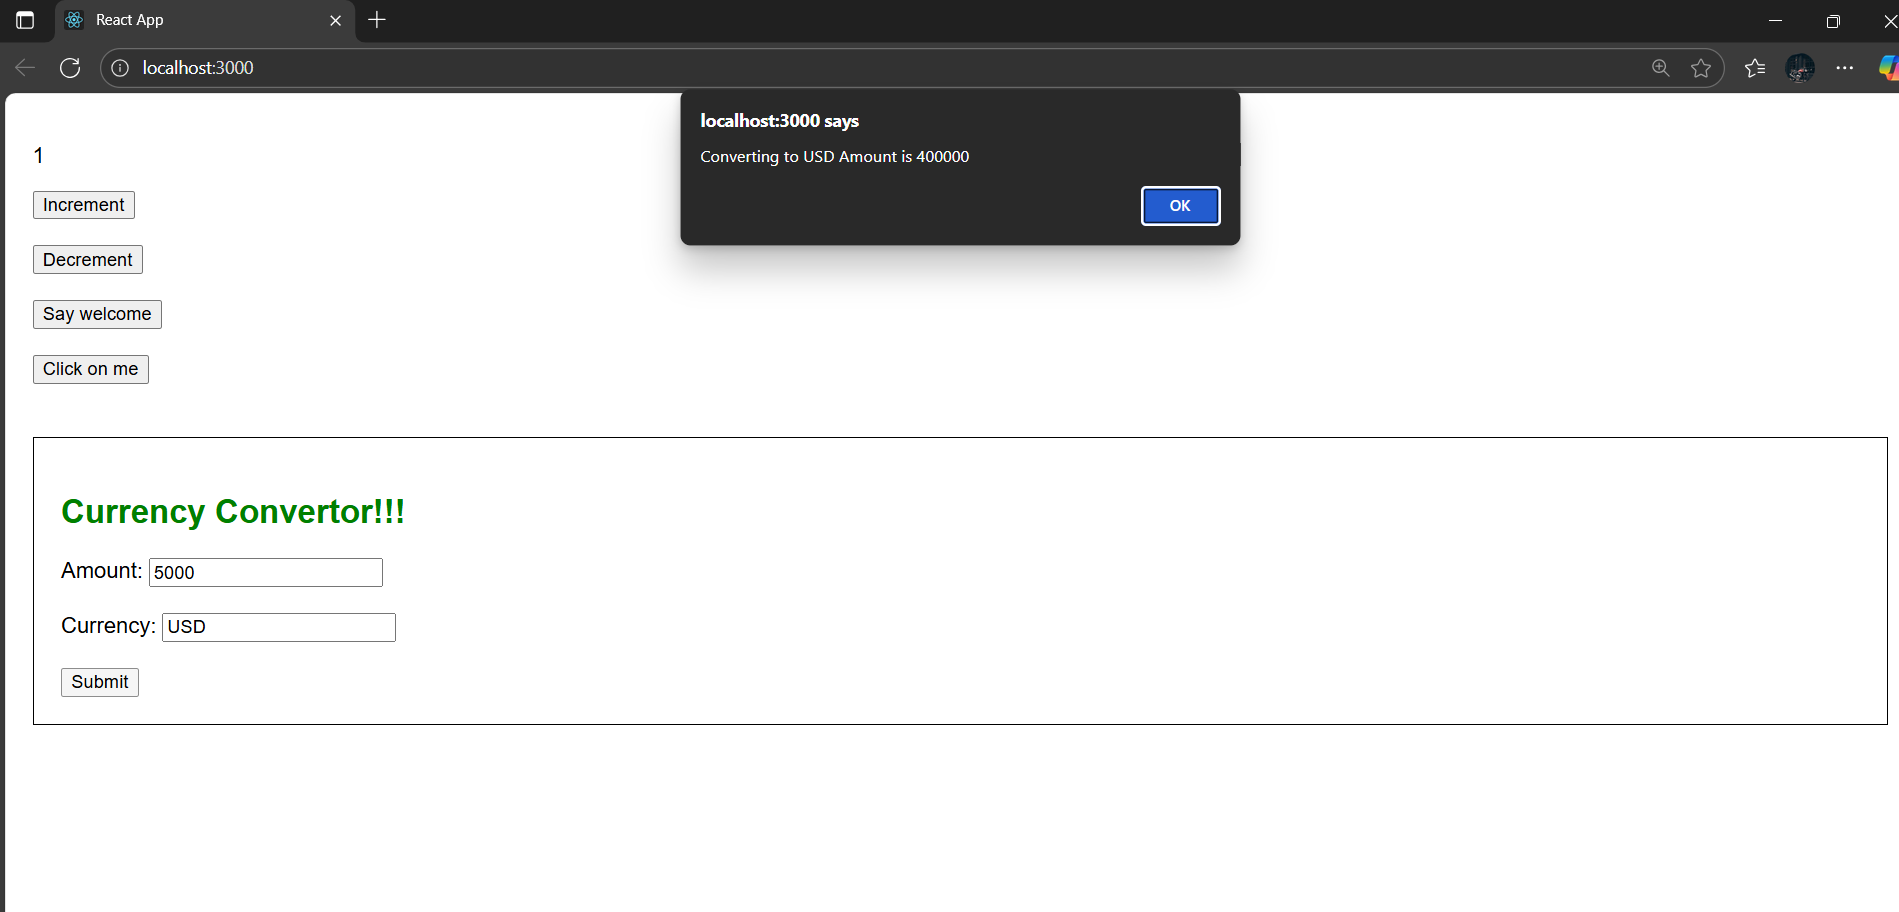 React App
localhost:3000
localhost:3000 says
Converting to USD Amount is 400000
OK
1
Increment
Decrement
Say welcome
Click on me
Currency Convertor!!!
Amount: 5000
Currency: USD
Submit